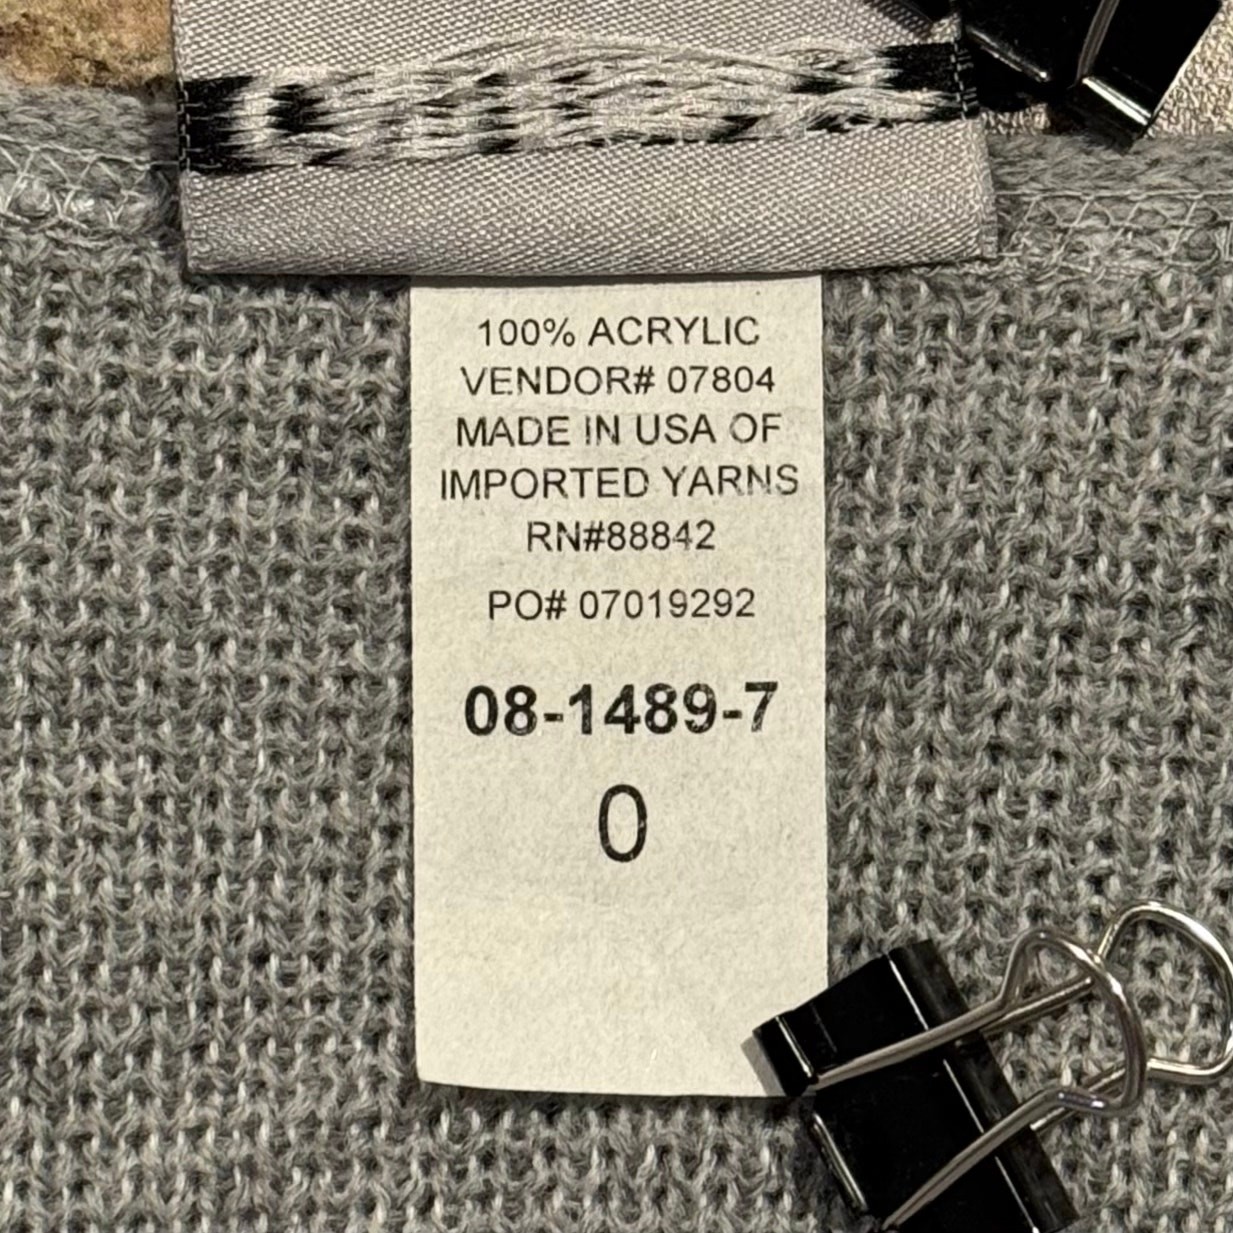 100% ACRYLIC
VENDOR# 07804
MADE IN USA OF
IMPORTED YARNS
RN#88842
PO# 07019292
08-1489-7
0